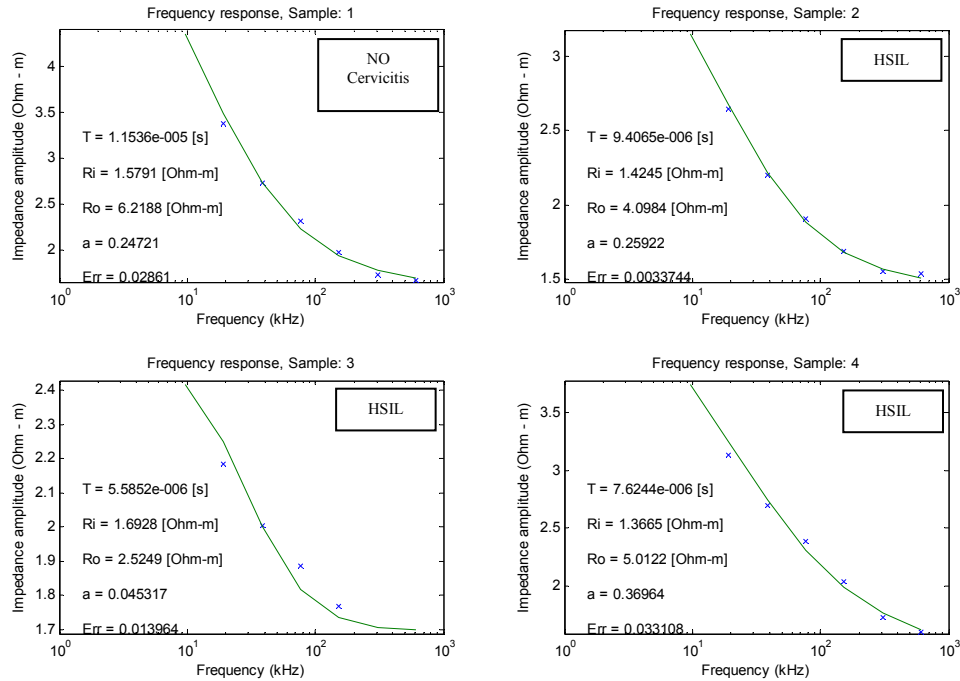 Frequency response, Sample: 1
Impedance amplitude (Ohm - m)
4
3.5
3
2.5
2
NO
Cervicitis
T = 1.1536e-005 [s]
Ri = 1.5791 [Ohm-m]
Ro = 6.2188 [Ohm-m]
a = 0.24721
Err = 0.02861
10^0 10^1 10^2 10^3
Frequency (kHz)
Frequency response, Sample: 2
Impedance amplitude (Ohm - m)
3
2.5
2
1.5
HSIL
T = 9.4065e-006 [s]
Ri = 1.4245 [Ohm-m]
Ro = 4.0984 [Ohm-m]
a = 0.25922
Err = 0.0033744
10^0 10^1 10^2 10^3
Frequency (kHz)
Frequency response, Sample: 3
Impedance amplitude (Ohm - m)
2.4
2.3
2.2
2.1
2
1.9
1.8
1.7
HSIL
T = 5.5852e-006 [s]
Ri = 1.6928 [Ohm-m]
Ro = 2.5249 [Ohm-m]
a = 0.045317
Err = 0.013964
10^0 10^1 10^2 10^3
Frequency (kHz)
Frequency response, Sample: 4
Impedance amplitude (Ohm - m)
3.5
3
2.5
2
HSIL
T = 7.6244e-006 [s]
Ri = 1.3665 [Ohm-m]
Ro = 5.0122 [Ohm-m]
a = 0.36964
Err = 0.033108
10^0 10^1 10^2 10^3
Frequency (kHz)